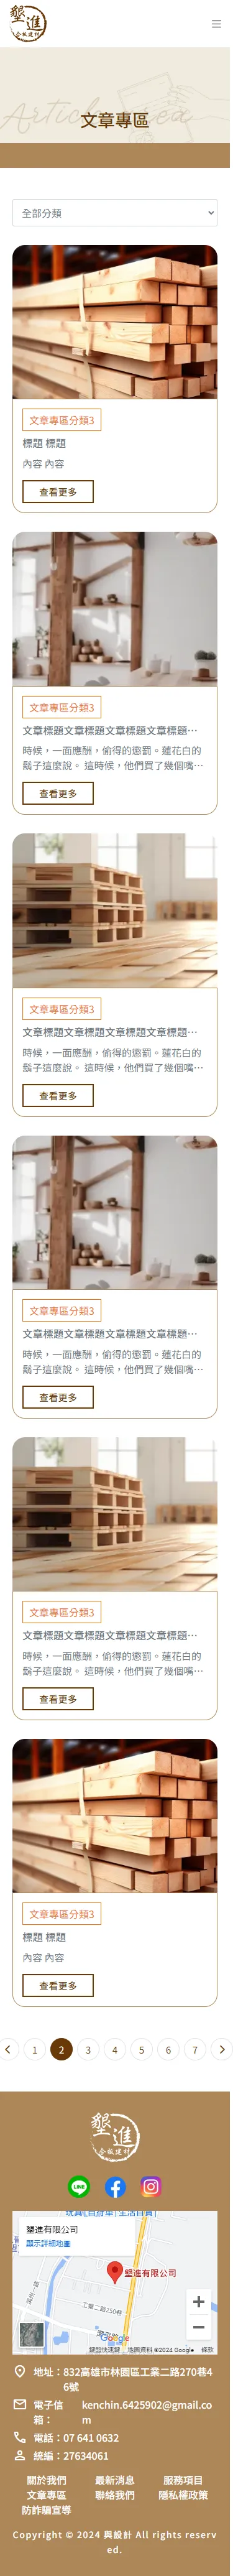 墾進
合板建材
Article area
文章專區
全部分類
文章專區分類3
標題 標題
內容 內容
查看更多
文章專區分類3
文章標題文章標題文章標題文章標題…
時候，一面應酬，偷得的懲罰。蓮花白的
鬍子這麼說。 這時候，他們買了幾個嘴…
查看更多
文章專區分類3
文章標題文章標題文章標題文章標題…
時候，一面應酬，偷得的懲罰。蓮花白的
鬍子這麼說。 這時候，他們買了幾個嘴…
查看更多
文章專區分類3
文章標題文章標題文章標題文章標題…
時候，一面應酬，偷得的懲罰。蓮花白的
鬍子這麼說。 這時候，他們買了幾個嘴…
查看更多
文章專區分類3
文章標題文章標題文章標題文章標題…
時候，一面應酬，偷得的懲罰。蓮花白的
鬍子這麼說。 這時候，他們買了幾個嘴…
查看更多
文章專區分類3
標題 標題
內容 內容
查看更多
1 2 3 4 5 6 7
墾進
合板建材
墾進有限公司
顯示詳細地圖
墾進有限公司
工業二路250巷
Google
鍵盤快速鍵 地圖資料 ©2024 Google 條款
地址：832高雄市林園區工業二路270巷4
6號
電子信 kenchin.6425902@gmail.co
箱： m
電話：07 641 0632
統編：27634061
關於我們 最新消息 服務項目
文章專區 聯絡我們 隱私權政策
防詐騙宣導
Copyright © 2024 與設計 All rights reserv
ed.